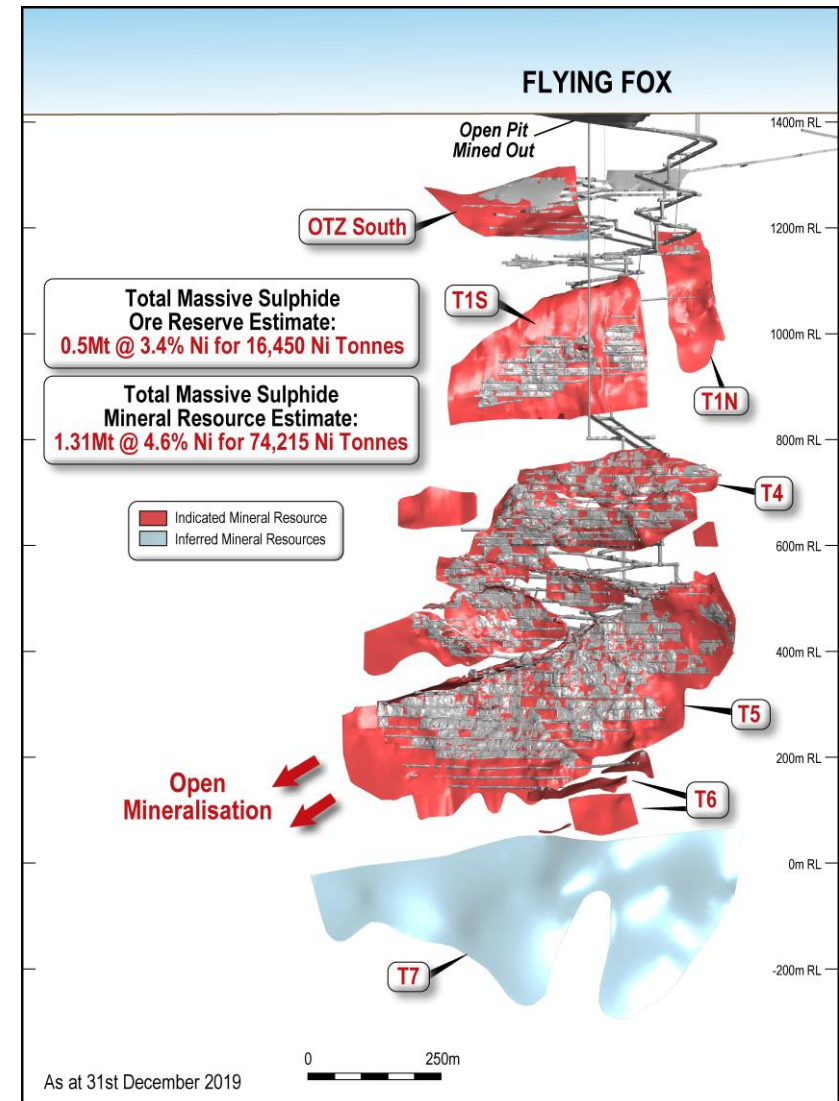 FLYING FOX
Open Pit
Mined Out
1400m RL
OTZ South
1200m RL
Total Massive Sulphide
Ore Reserve Estimate:
0.5Mt @ 3.4% Ni for 16,450 Ni Tonnes
T1S
1000m RL
T1N
Total Massive Sulphide
Mineral Resource Estimate:
1.31Mt @ 4.6% Ni for 74,215 Ni Tonnes
800m RL
T4
Indicated Mineral Resource
Inferred Mineral Resources
600m RL
400m RL
T5
200m RL
Open
Mineralisation
T6
0m RL
T7
-200m RL
0 250m
As at 31st December 2019